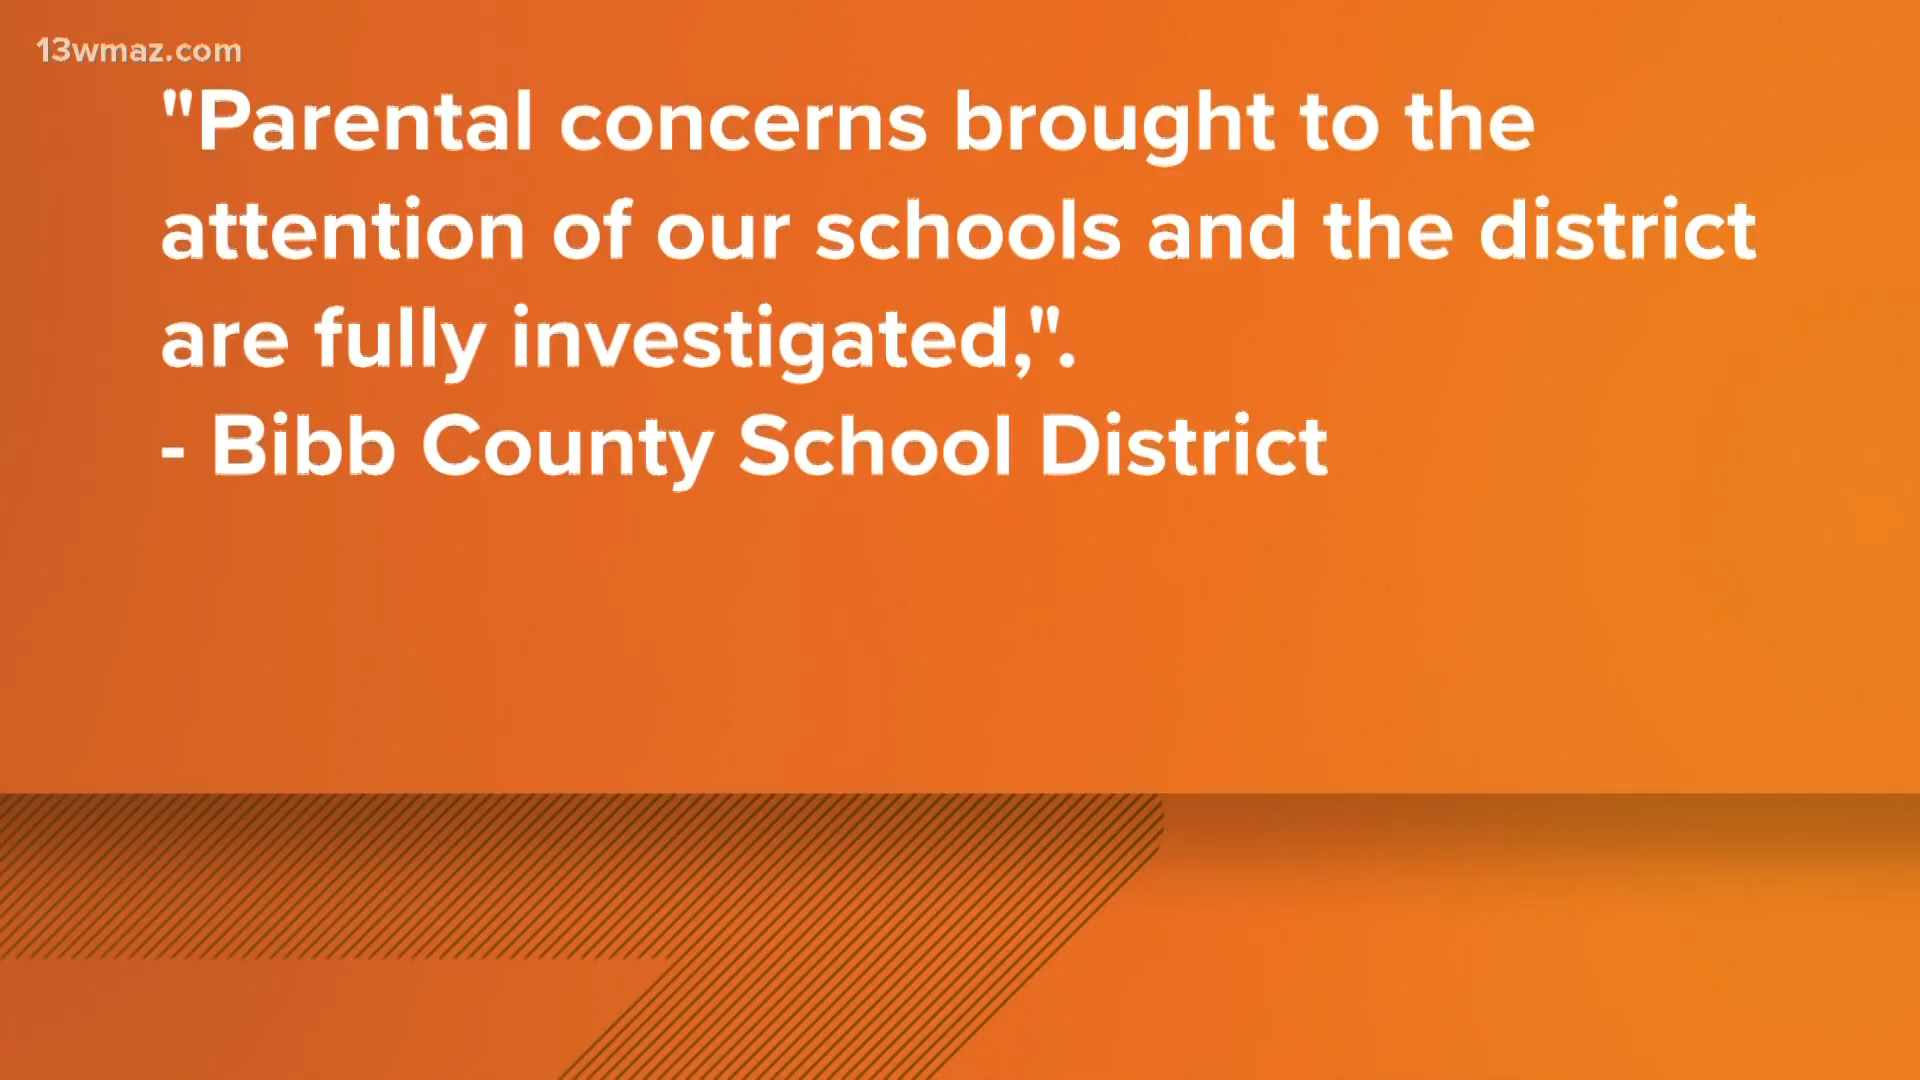 13wmaz.com
"Parental concerns brought to the
attention of our schools and the district
are fully investigated,".
- Bibb County School District